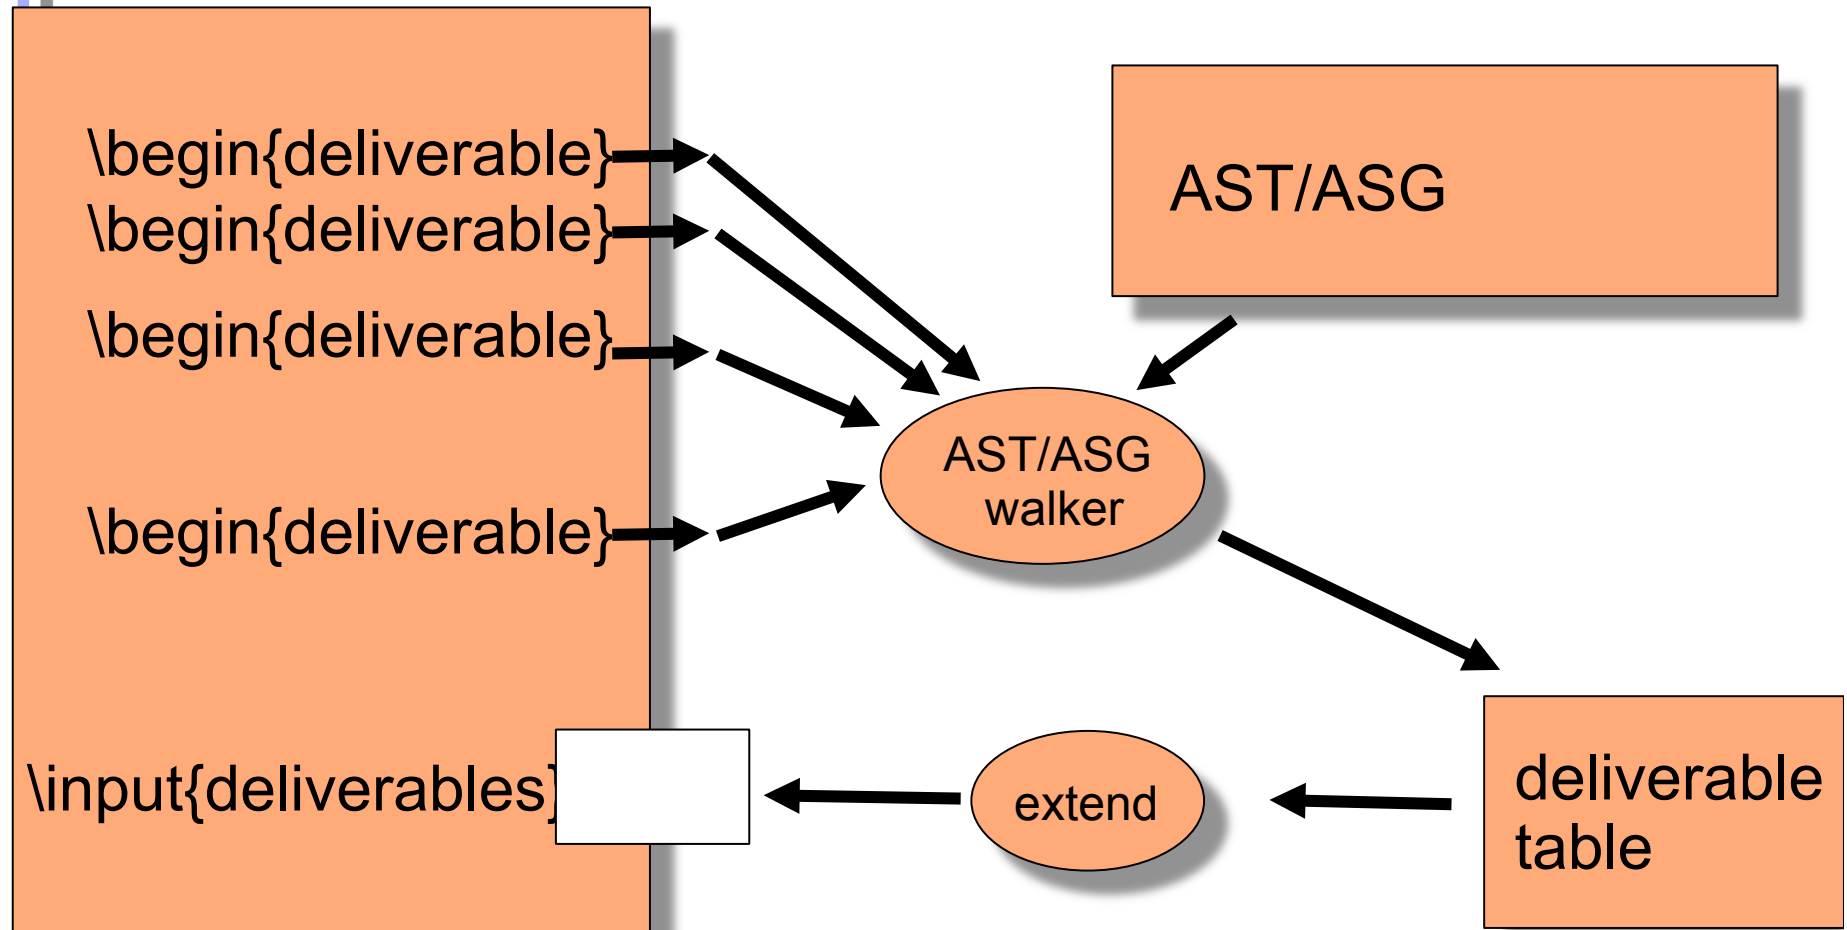 \begin{deliverable}
\begin{deliverable}
\begin{deliverable}
\begin{deliverable}
\input{deliverables}
AST/ASG
AST/ASG
walker
extend
deliverable
table